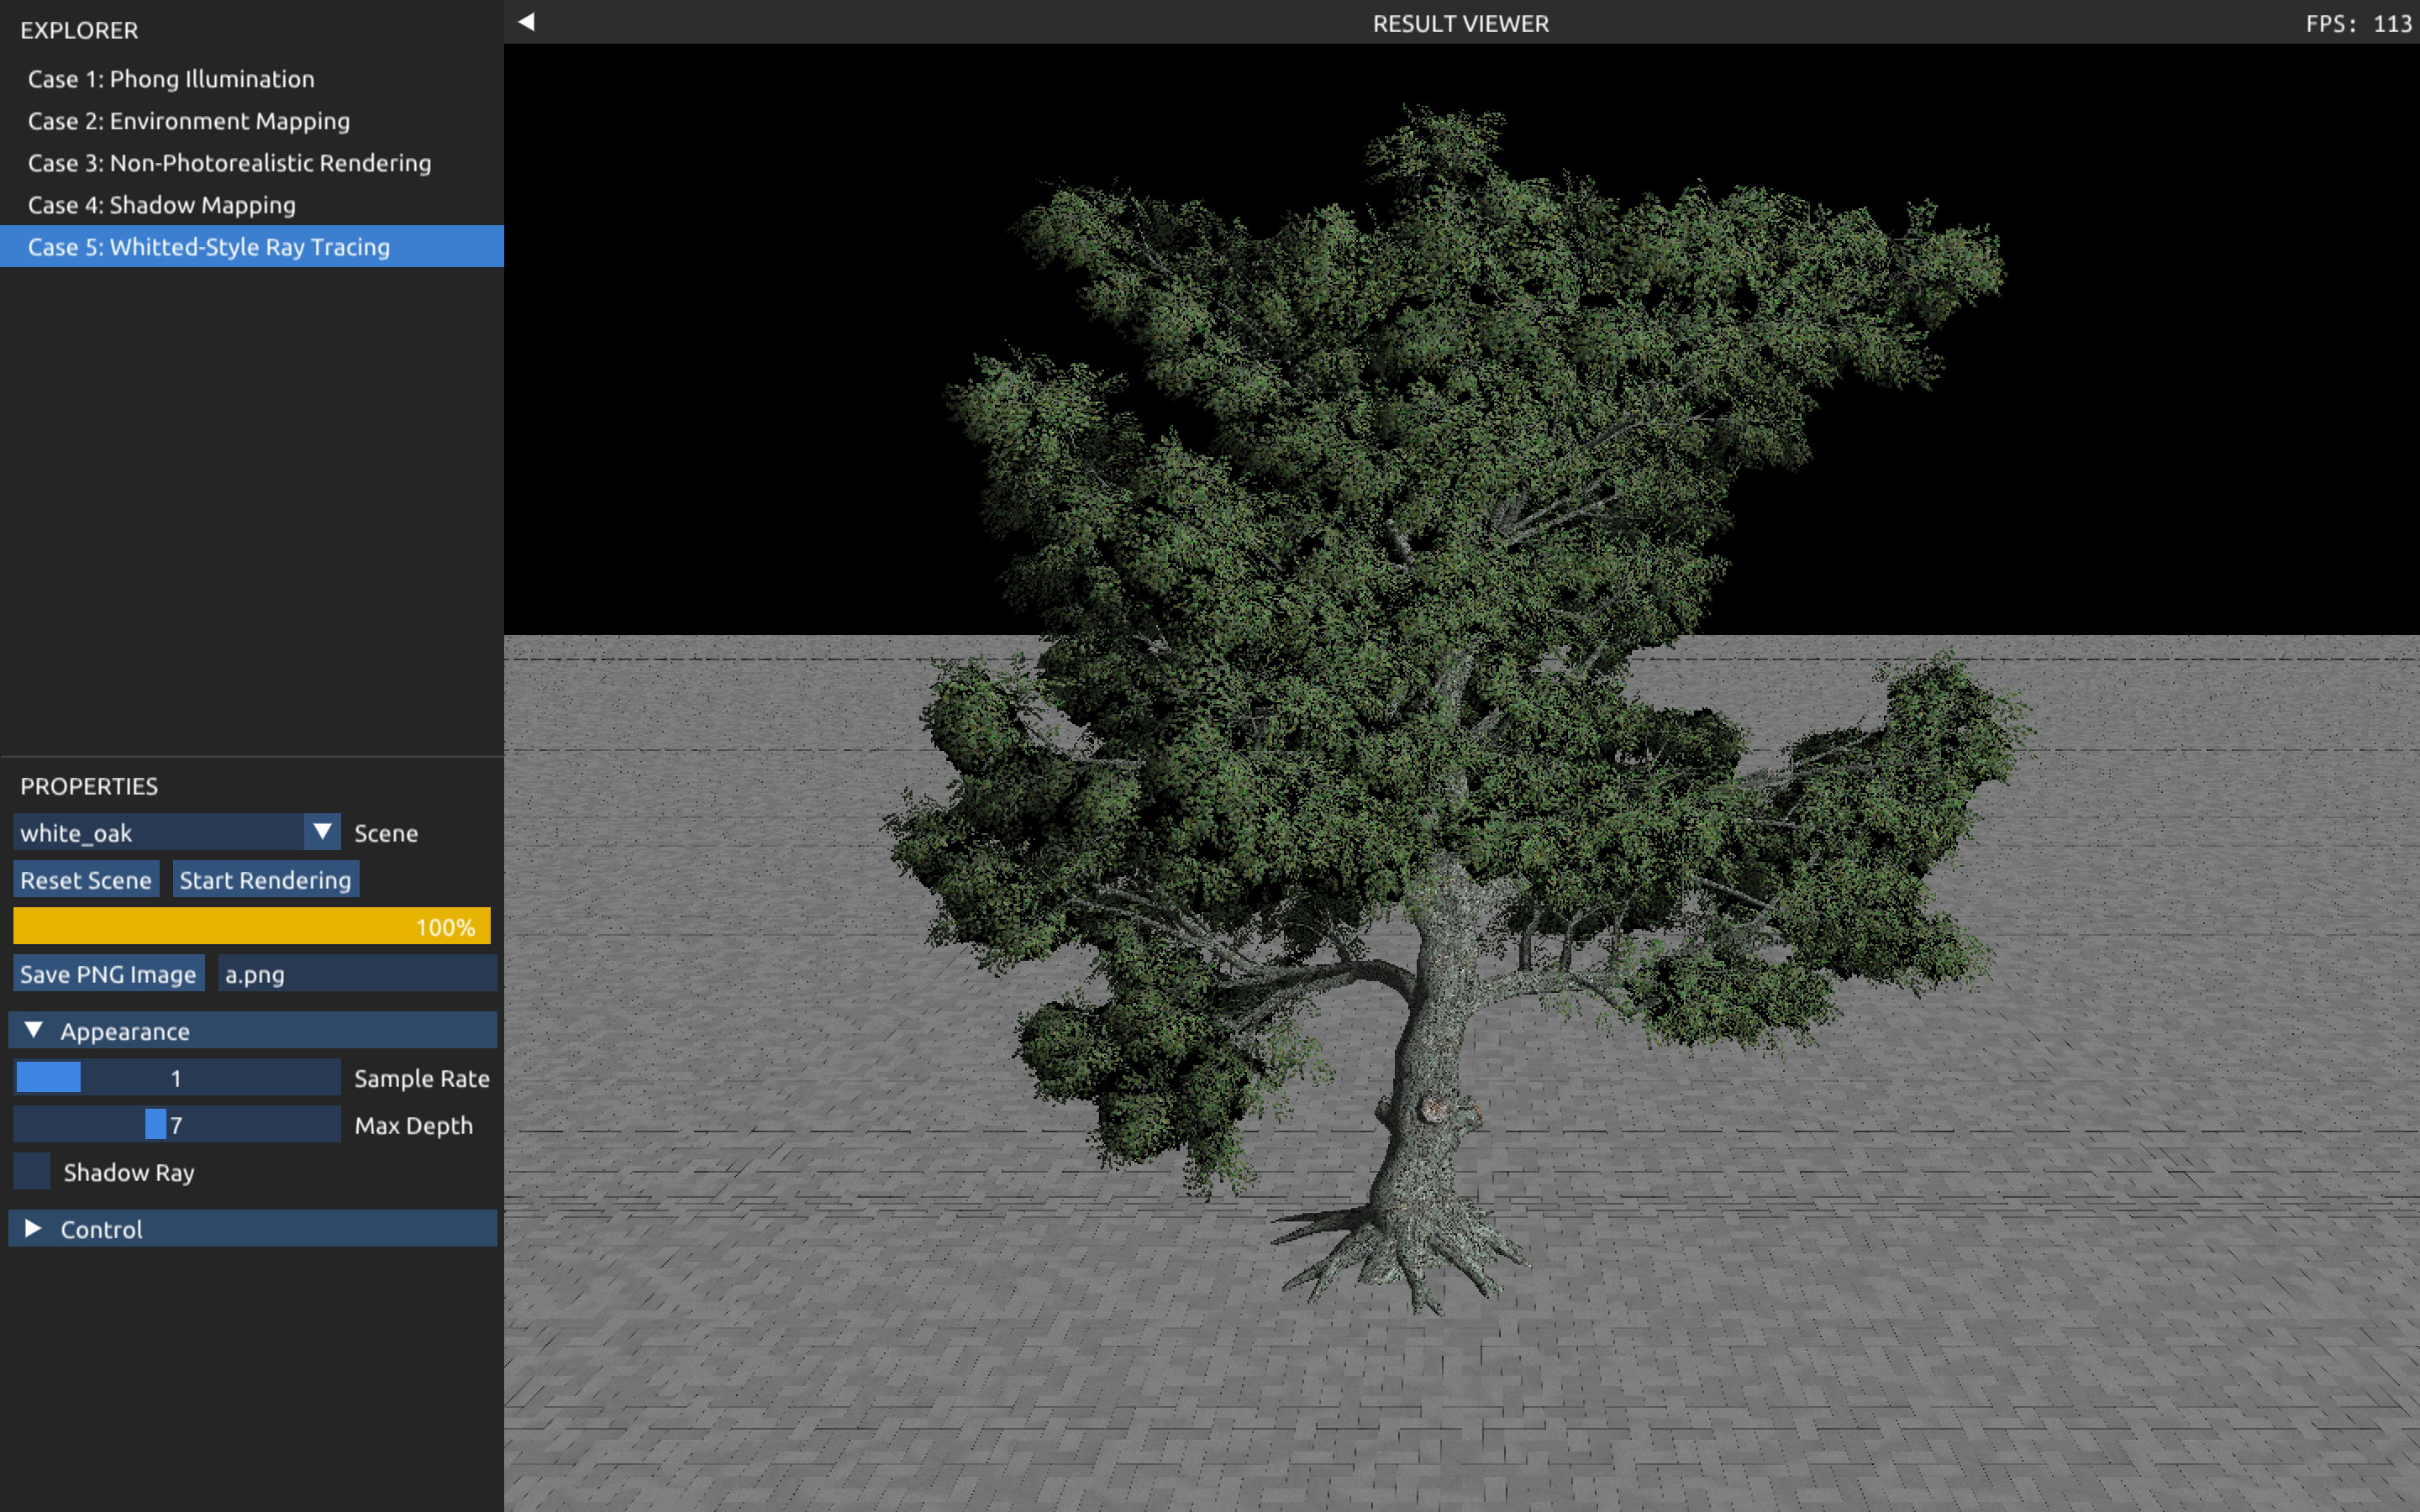 EXPLORER
Case 1: Phong Illumination
Case 2: Environment Mapping
Case 3: Non-Photorealistic Rendering
Case 4: Shadow Mapping
Case 5: Whitted-Style Ray Tracing
PROPERTIES
white_oak Scene
Reset Scene Start Rendering
100%
Save PNG Image a.png
Appearance
1 Sample Rate
7 Max Depth
Shadow Ray
Control
RESULT VIEWER FPS: 113